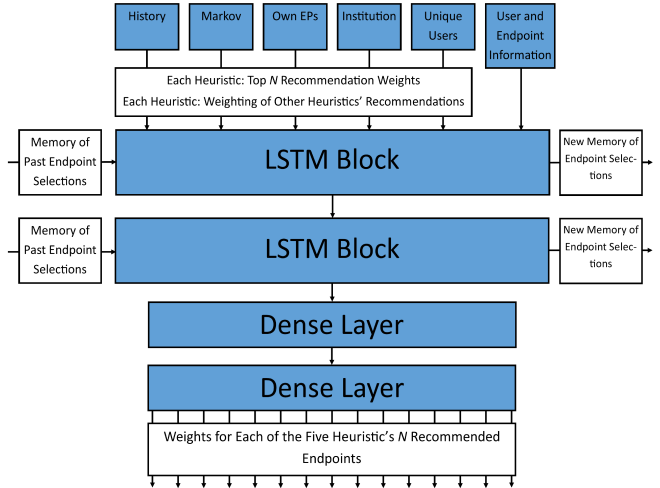 History
Markov
Own EPs
Institution
Unique
Users
User and
Endpoint
Information
Each Heuristic: Top N Recommendation Weights
Each Heuristic: Weighting of Other Heuristics' Recommendations
Memory of
Past Endpoint
Selections
LSTM Block
New Memory of
Endpoint Selec-
tions
Memory of
Past Endpoint
Selections
LSTM Block
New Memory of
Endpoint Selec-
tions
Dense Layer
Dense Layer
Weights for Each of the Five Heuristic's N Recommended
Endpoints